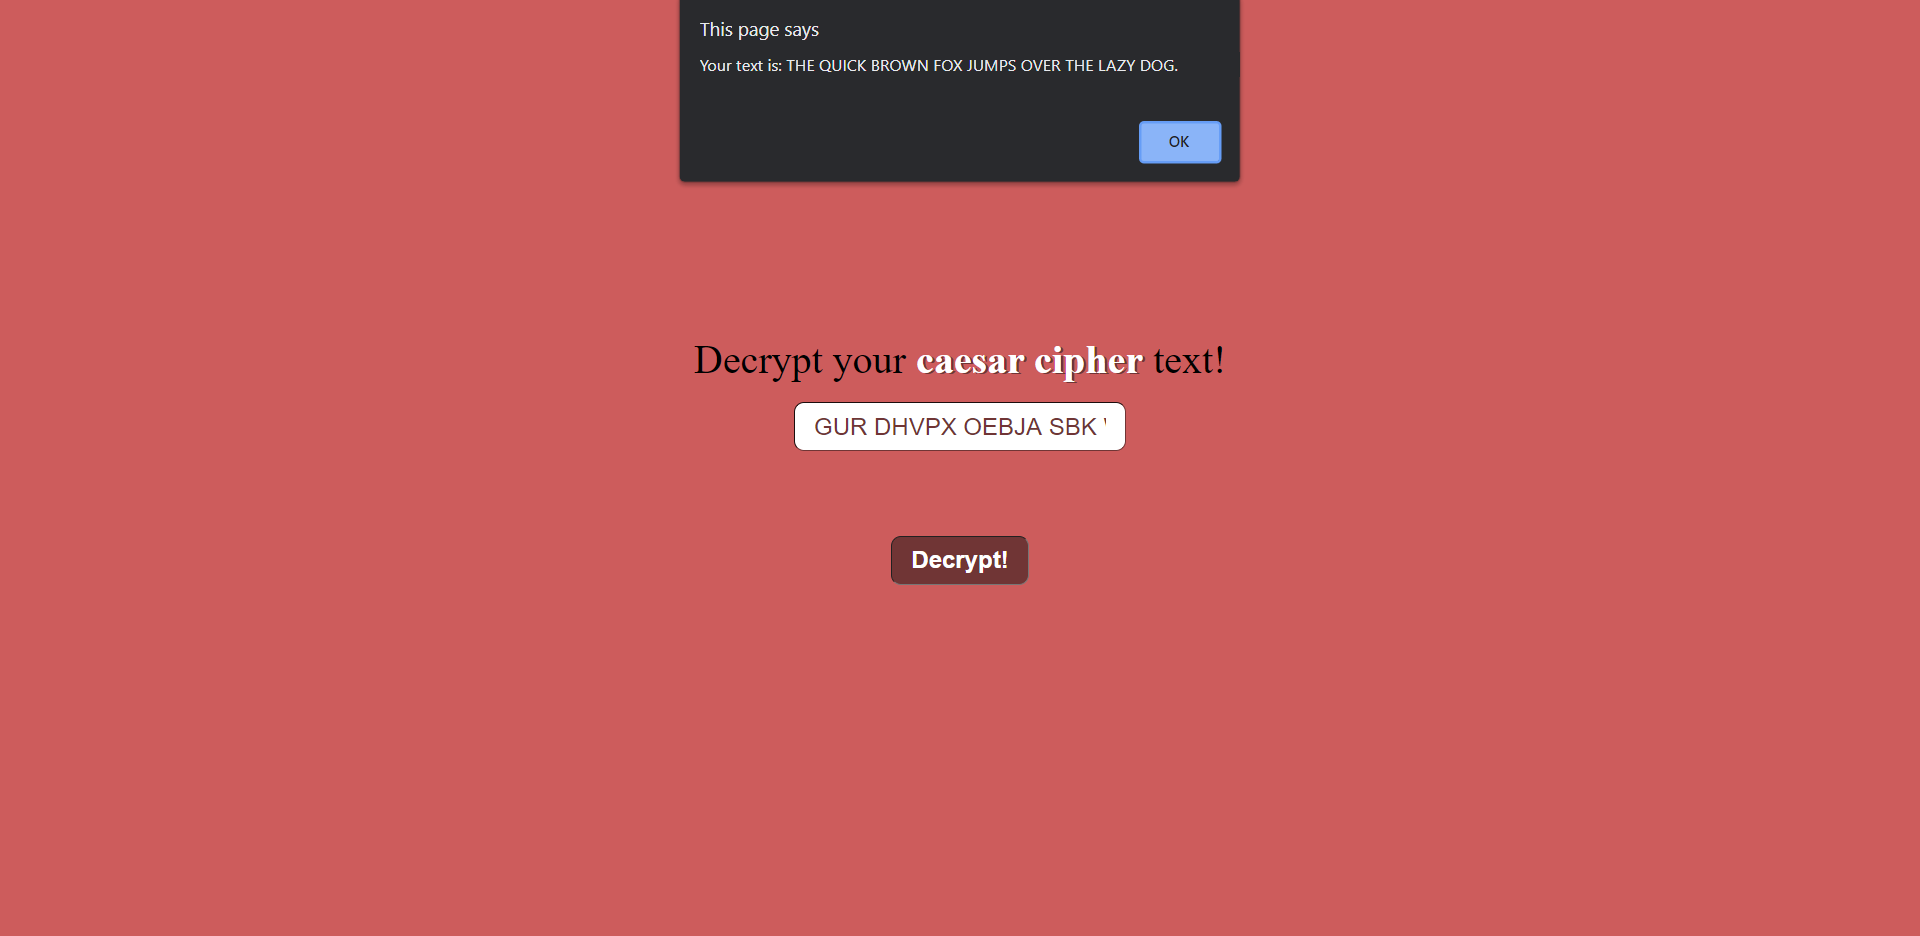 This page says
Your text is: THE QUICK BROWN FOX JUMPS OVER THE LAZY DOG.
OK
Decrypt your caesar cipher text!
GUR DHVPX OEBJA SBK
Decrypt!